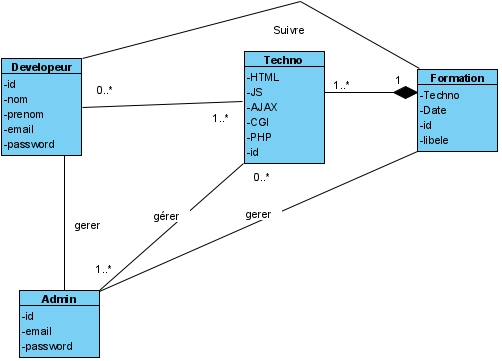 Suivre
Developeur
-id
-nom
-prenom
-email
-password
0..*
1..*
Techno
-HTML
-JS
-AJAX
-CGI
-PHP
-id
1..*
1
Formation
-Techno
-Date
-id
-libele
0..*
gérer
gerer
gerer
1..*
Admin
-id
-email
-password